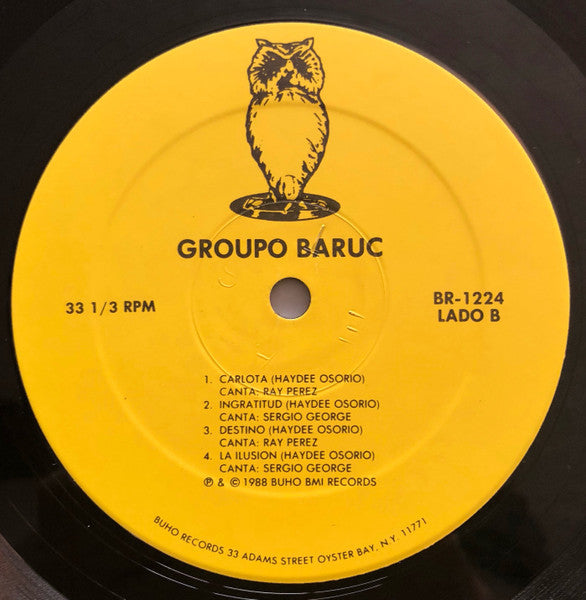 GROUPO BARUC
33 1/3 RPM
BR-1224
LADO B
1. CARLOTA (HAYDEE OSORIO)
CANTA: RAY PEREZ
2. INGRATITUD (HAYDEE OSORIO)
CANTA: SERGIO GEORGE
3. DESTINO (HAYDEE OSORIO)
CANTA: RAY PEREZ
4. LA ILUSION (HAYDEE OSORIO)
CANTA: SERGIO GEORGE
Ⓟ & © 1988 BUHO BMI RECORDS
BUHO RECORDS 33 ADAMS STREET OYSTER BAY, N.Y. 11771